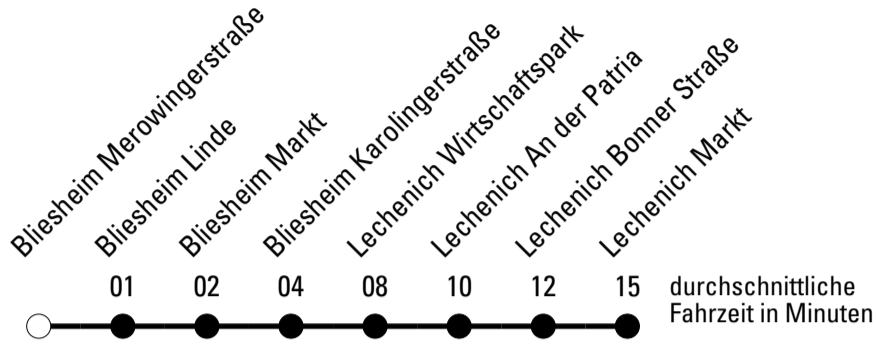 Bliesheim Merowingerstraße
Bliesheim Linde
Bliesheim Markt
Bliesheim Karolingerstraße
Lechenich Wirtschaftspark
Lechenich An der Patria
Lechenich Bonner Straße
Lechenich Markt
01 02 04 08 10 12 15 durchschnittliche
Fahrzeit in Minuten